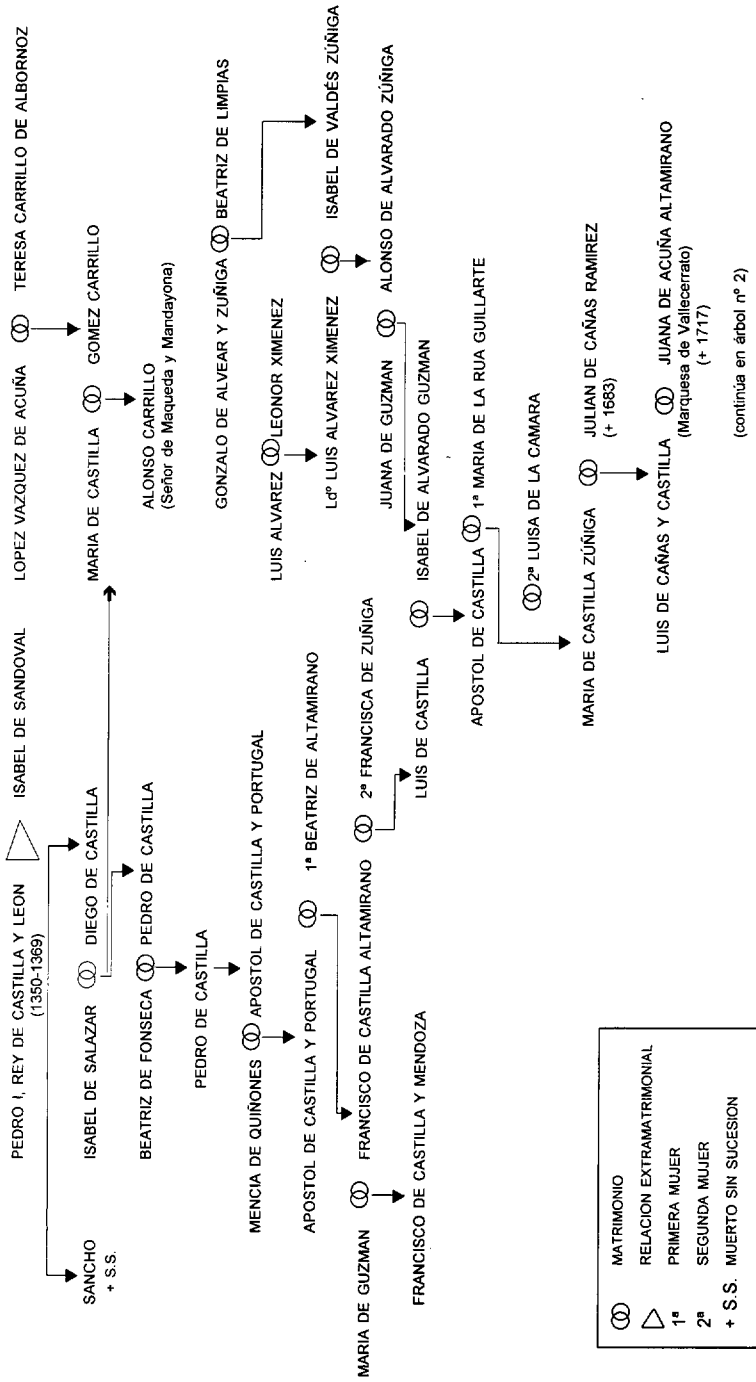 PEDRO I, REY DE CASTILLA Y LEON
(1350-1369)
ISABEL DE SANDOVAL
LOPEZ VAZQUEZ DE ACUÑA
TERESA CARRILLO DE ALBORNOZ
SANCHO
+ S.S.
ISABEL DE SALAZAR
DIEGO DE CASTILLA
MARIA DE CASTILLA
GOMEZ CARRILLO
BEATRIZ DE FONSECA
PEDRO DE CASTILLA
ALONSO CARRILLO
(Señor de Maqueda y Mandayona)
PEDRO DE CASTILLA
GONZALO DE ALVEAR Y ZUÑIGA
BEATRIZ DE LIMPIAS
MENCIA DE QUIÑONES
APOSTOL DE CASTILLA Y PORTUGAL
LUIS ALVAREZ
LEONOR XIMENEZ
APOSTOL DE CASTILLA Y PORTUGAL
1ª BEATRIZ DE ALTAMIRANO
Ldº LUIS ALVAREZ XIMENEZ
ISABEL DE VALDÉS ZÚÑIGA
MARIA DE GUZMAN
FRANCISCO DE CASTILLA ALTAMIRANO
2ª FRANCISCA DE ZUÑIGA
JUANA DE GUZMAN
ALONSO DE ALVARADO ZÚÑIGA
FRANCISCO DE CASTILLA Y MENDOZA
LUIS DE CASTILLA
ISABEL DE ALVARADO GUZMAN
APOSTOL DE CASTILLA
1ª MARIA DE LA RUA GUILLARTE
2ª LUISA DE LA CAMARA
MARIA DE CASTILLA ZÚÑIGA
JULIAN DE CAÑAS RAMIREZ
(+ 1683)
LUIS DE CAÑAS Y CASTILLA
JUANA DE ACUÑA ALTAMIRANO
(Marquesa de Vallecerrato)
(+ 1717)
(continúa en árbol nº 2)
MATRIMONIO
RELACION EXTRAMATRIMONIAL
1ª PRIMERA MUJER
2ª SEGUNDA MUJER
+ S.S. MUERTO SIN SUCESION